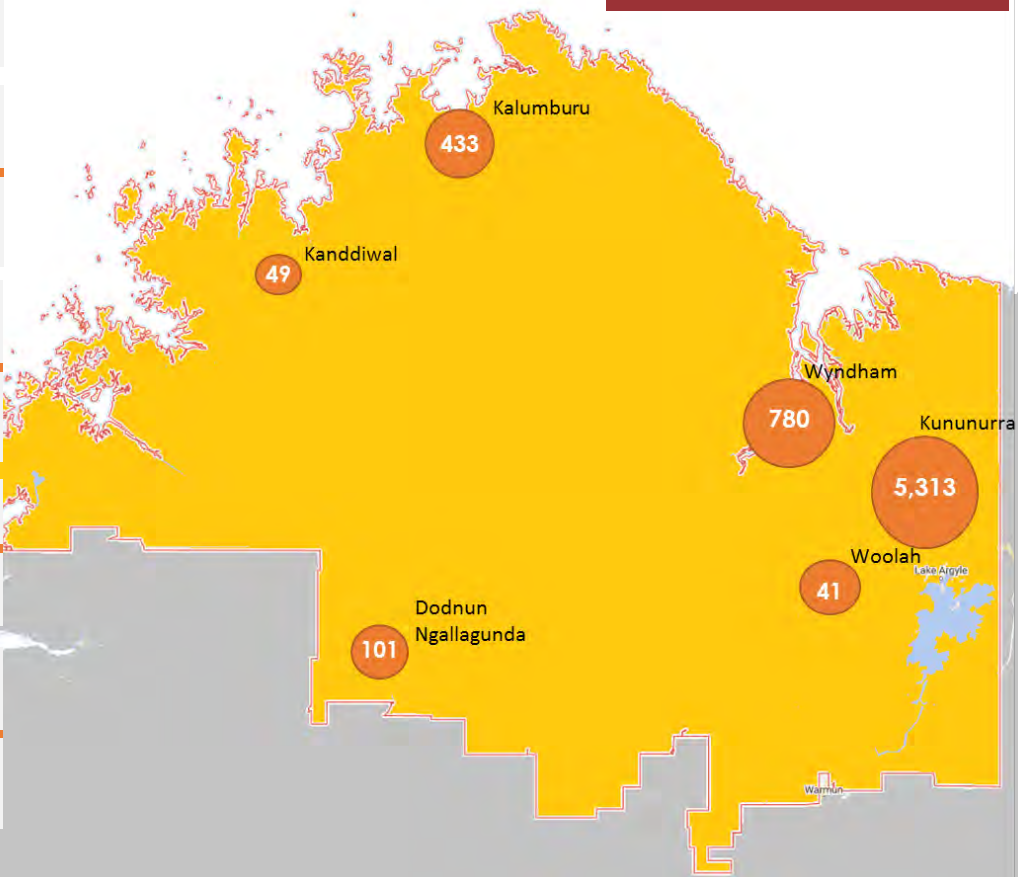 Kalumburu
433
Kanddiwal
49
Wyndham
780
Kununurra
5,313
Woolah
41
Lake Argyle
Dodnun
Ngallagunda
101
Warmun